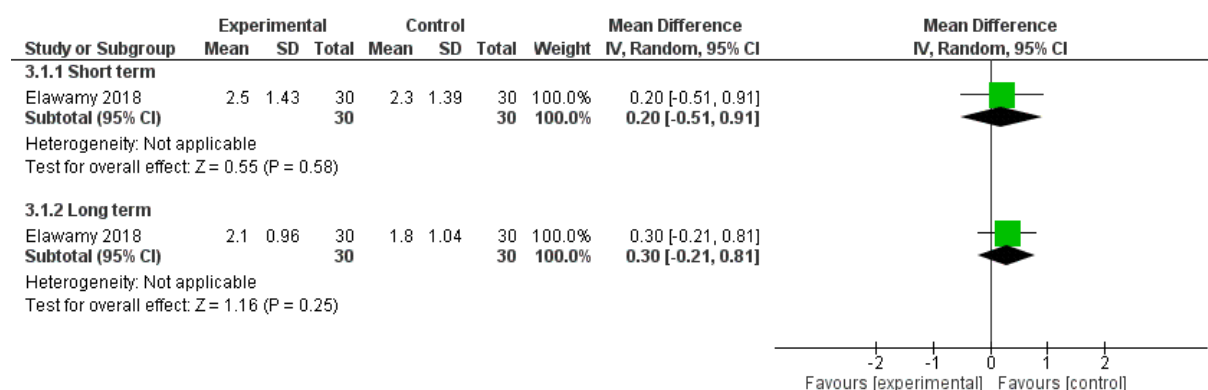 Experimental Control Mean Difference Mean Difference
Study or Subgroup Mean SD Total Mean SD Total Weight IV, Random, 95% CI IV, Random, 95% CI
3.1.1 Short term
Elawamy 2018 2.5 1.43 30 2.3 1.39 30 100.0% 0.20 [-0.51, 0.91]
Subtotal (95% CI) 30 30 100.0% 0.20 [-0.51, 0.91]
Heterogeneity: Not applicable
Test for overall effect: Z = 0.55 (P = 0.58)
3.1.2 Long term
Elawamy 2018 2.1 0.96 30 1.8 1.04 30 100.0% 0.30 [-0.21, 0.81]
Subtotal (95% CI) 30 30 100.0% 0.30 [-0.21, 0.81]
Heterogeneity: Not applicable
Test for overall effect: Z = 1.16 (P = 0.25)
-2 -1 0 1 2
Favours [experimental] Favours [control]